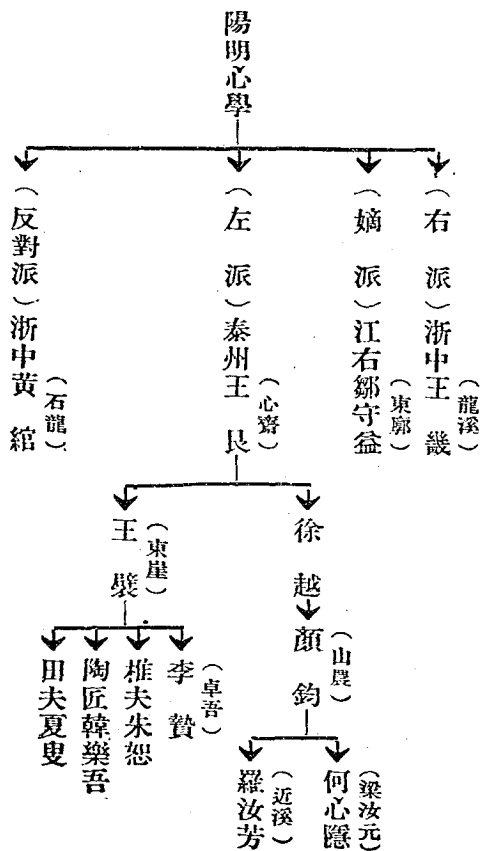 陽明心學
（右派）浙中王畿
（龍溪）
（嫡派）江右鄒守益
（東廓）
（左派）泰州王艮
（心齋）
（反對派）浙中黃綰
（石龍）
徐越
顏鈞
（山農）
何心隱
（梁汝元）
羅汝芳
（近溪）
王襞
（東崖）
李贄
（卓吾）
樵夫朱恕
陶匠韓樂吾
田夫夏叟